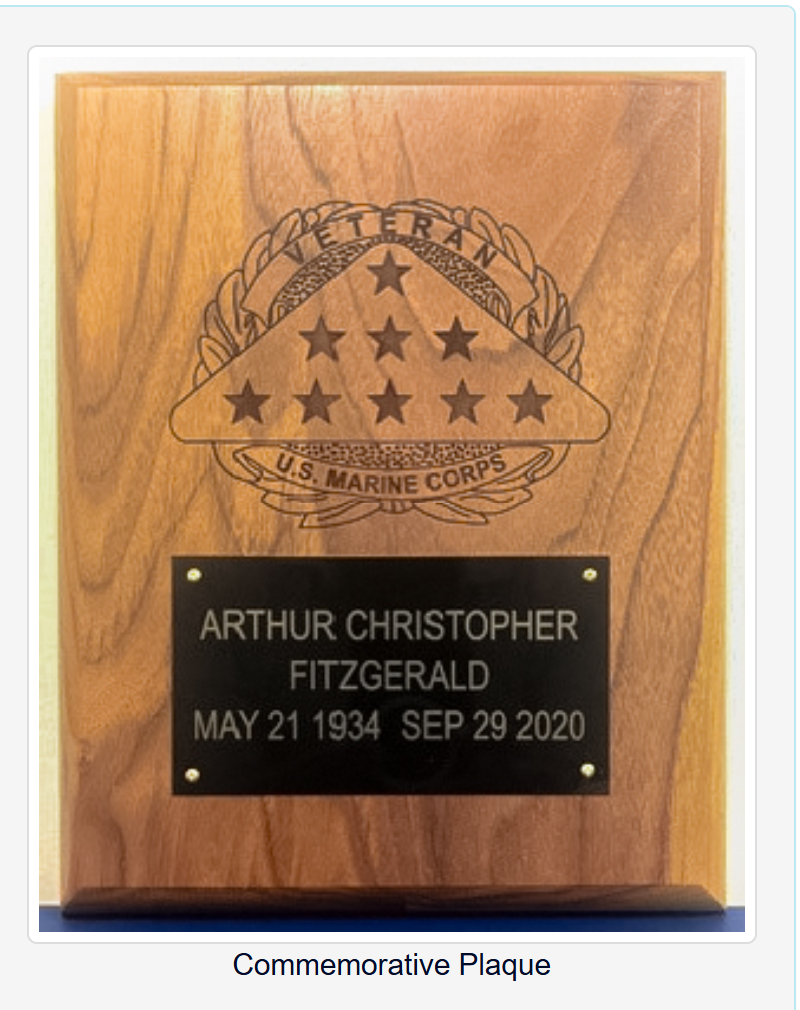 VETERAN
U.S. MARINE CORPS
ARTHUR CHRISTOPHER
FITZGERALD
MAY 21 1934 SEP 29 2020
Commemorative Plaque